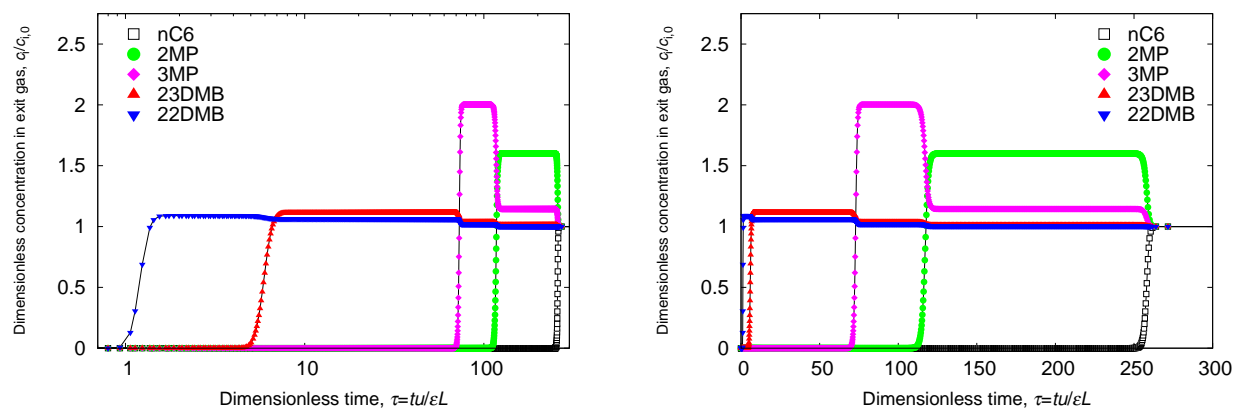 Dimensionless concentration in exit gas, ci/ci,0
2.5
2
1.5
1
0.5
0
nC6
2MP
3MP
23DMB
22DMB
1
10
100
Dimensionless time, τ=tu/εL
Dimensionless concentration in exit gas, ci/ci,0
2.5
2
1.5
1
0.5
0
nC6
2MP
3MP
23DMB
22DMB
0
50
100
150
200
250
300
Dimensionless time, τ=tu/εL